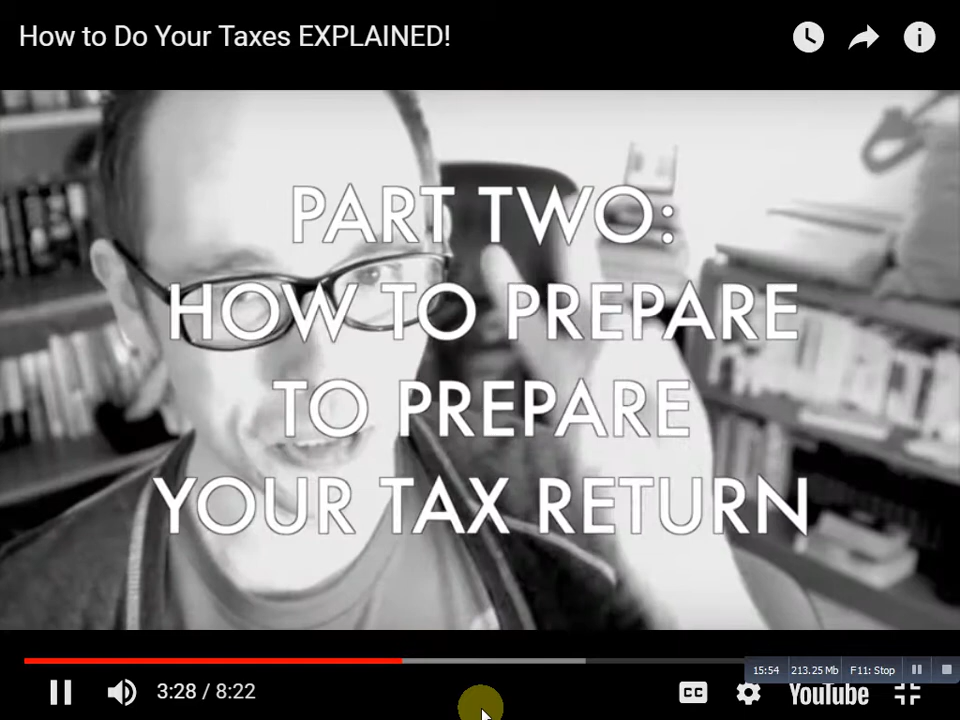 How to Do Your Taxes EXPLAINED!
PART TWO:
HOW TO PREPARE
TO PREPARE
YOUR TAX RETURN
15:54 213.25 Mb F11: Stop
3:28 / 8:22 CC YouTube